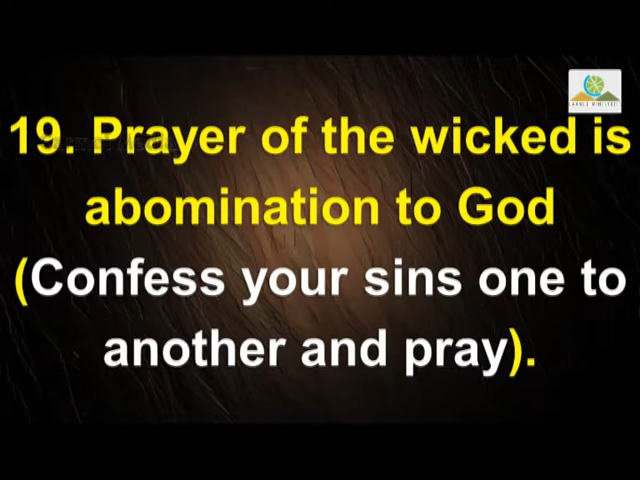 19. Prayer of the wicked is
abomination to God
(Confess your sins one to
another and pray).